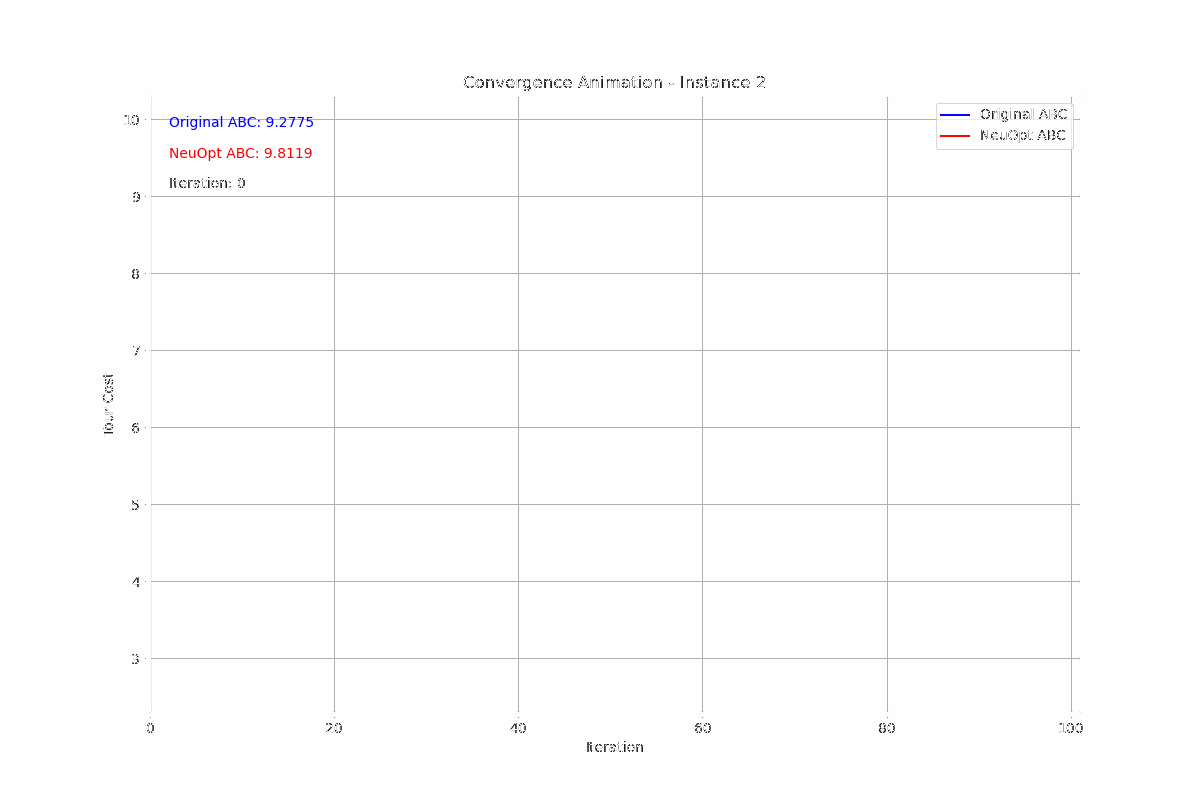 Convergence Animation - Instance 2
Original ABC: 9.2775
NeuOpt ABC: 9.8119
Iteration: 0
Original ABC
NeuOpt ABC
10
9
8
7
6
5
4
3
Tour Cost
0 20 40 60 80 100
Iteration